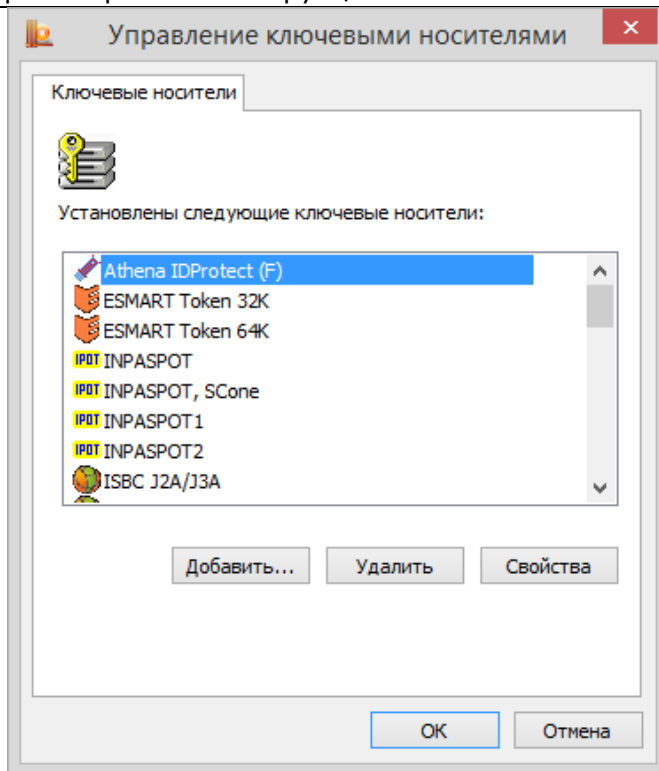 Управление ключевыми носителями
Ключевые носители
Установлены следующие ключевые носители:
Athena IDProtect (F)
ESMART Token 32K
ESMART Token 64K
IPDT INPASPOT
IPDT INPASPOT, SCone
IPDT INPASPOT1
IPDT INPASPOT2
ISBC J2A/J3A
Добавить...
Удалить
Свойства
ОК
Отмена